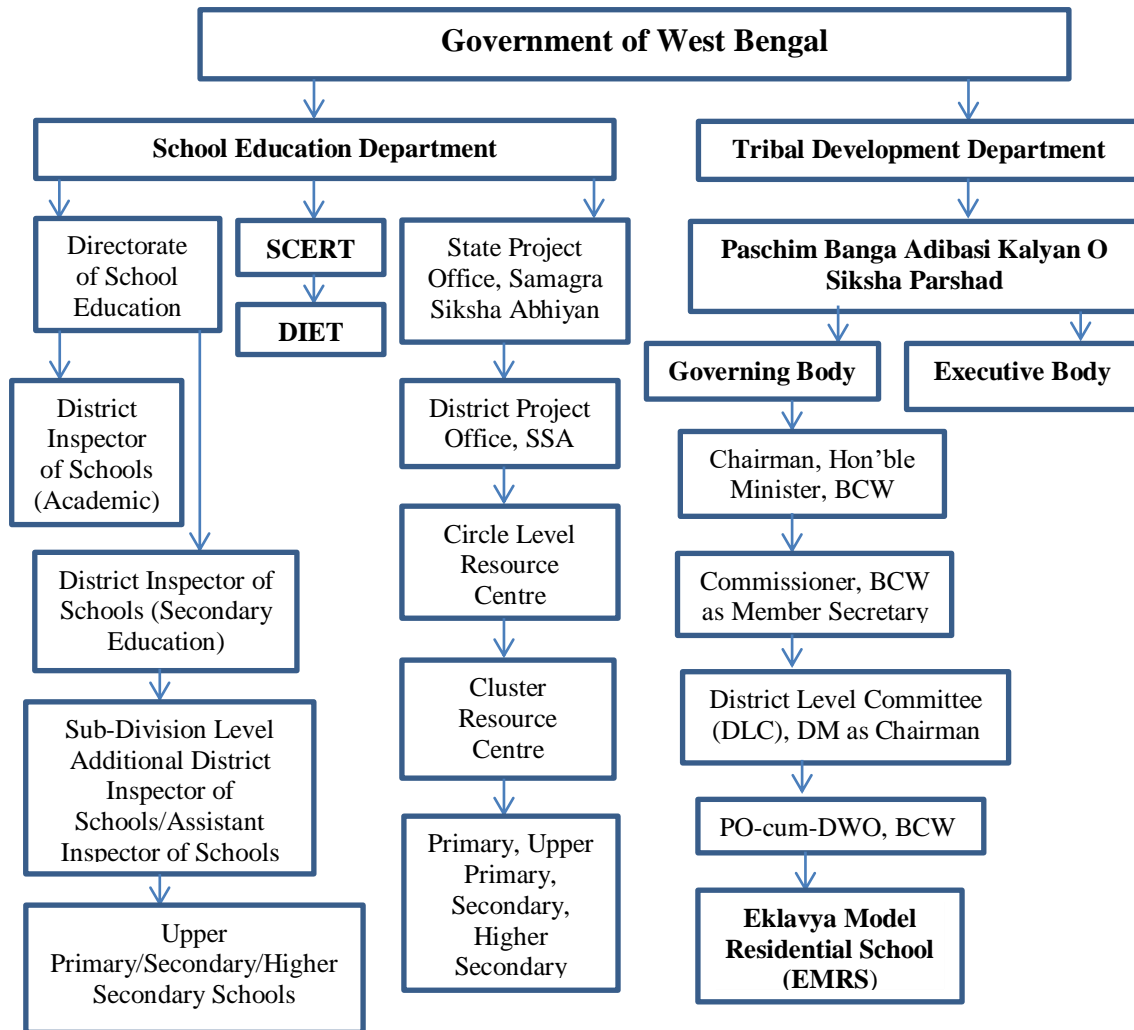 Government of West Bengal
School Education Department
Tribal Development Department
Directorate
of School
Education
SCERT
DIET
State Project
Office, Samagra
Siksha Abhiyan
Paschim Banga Adibasi Kalyan O
Siksha Parshad
Governing Body
Executive Body
District
Inspector
of Schools
(Academic)
District Project
Office, SSA
Chairman, Hon’ble
Minister, BCW
District Inspector of
Schools (Secondary
Education)
Circle Level
Resource
Centre
Commissioner, BCW
as Member Secretary
Sub-Division Level
Additional District
Inspector of
Schools/Assistant
Inspector of Schools
Cluster
Resource
Centre
District Level Committee
(DLC), DM as Chairman
PO-cum-DWO, BCW
Upper
Primary/Secondary/Higher
Secondary Schools
Primary, Upper
Primary,
Secondary,
Higher
Secondary
Eklavya Model
Residential School
(EMRS)